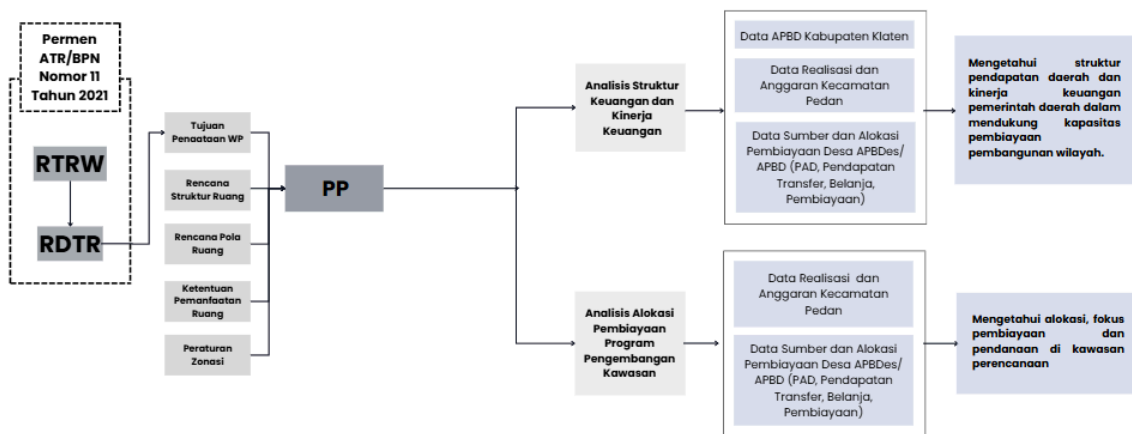 Permen
ATR/BPN
Nomor 11
Tahun 2021
RTRW
RDTR
Tujuan
Penaataan WP
Rencana
Struktur Ruang
Rencana Pola
Ruang
Ketentuan
Pemanfaatan
Ruang
Peraturan
Zonasi
PP
Analisis Struktur
Keuangan dan
Kinerja
Keuangan
Data APBD Kabupaten Klaten
Data Realisasi dan
Anggaran Kecamatan
Pedan
Data Sumber dan Alokasi
Pembiayaan Desa APBDes/
APBD (PAD, Pendapatan
Transfer, Belanja,
Pembiayaan)
Mengetahui struktur
pendapatan daerah dan
kinerja keuangan
pemerintah daerah dalam
mendukung kapasitas
pembiayaan
pembangunan wilayah.
Analisis Alokasi
Pembiayaan
Program
Pengembangan
Kawasan
Data Realisasi dan
Anggaran Kecamatan
Pedan
Data Sumber dan Alokasi
Pembiayaan Desa APBDes/
APBD (PAD, Pendapatan
Transfer, Belanja,
Pembiayaan)
Mengetahui alokasi, fokus
pembiayaan dan
pendanaan di kawasan
perencanaan